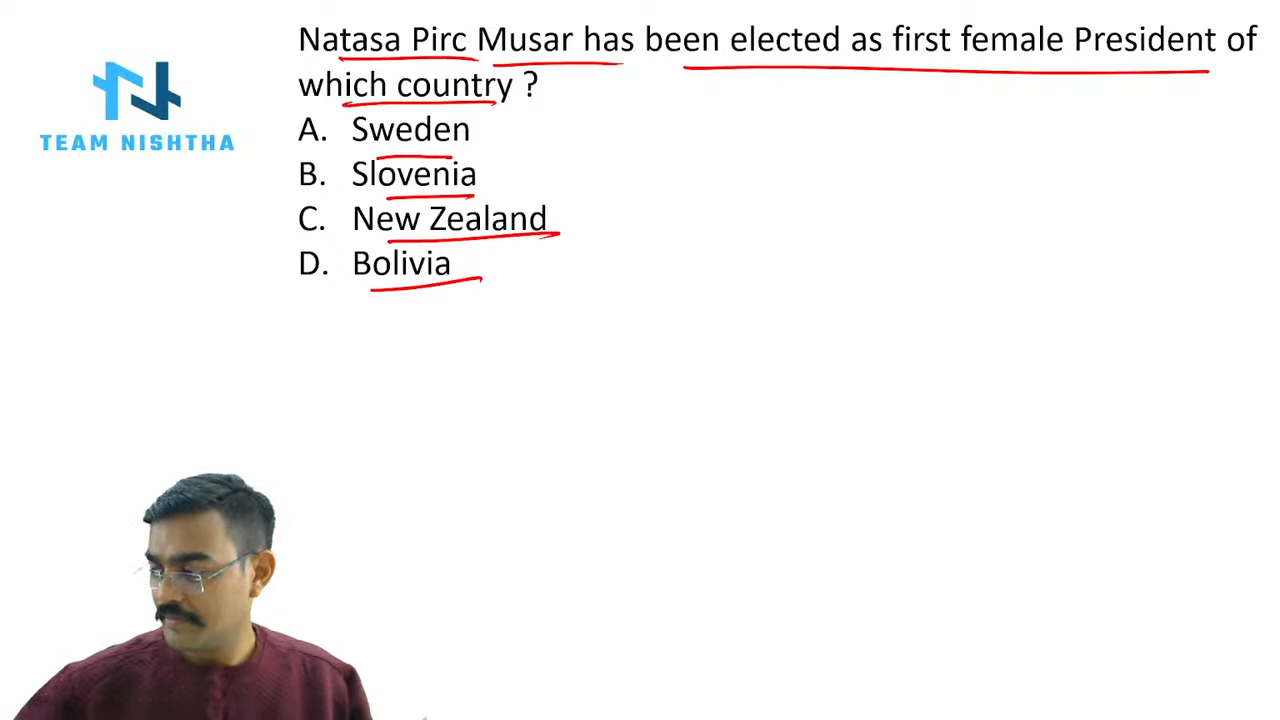 Natasa Pirc Musar has been elected as first female President of
which country ?
A. Sweden
B. Slovenia
C. New Zealand
D. Bolivia
TEAM NISHTHA